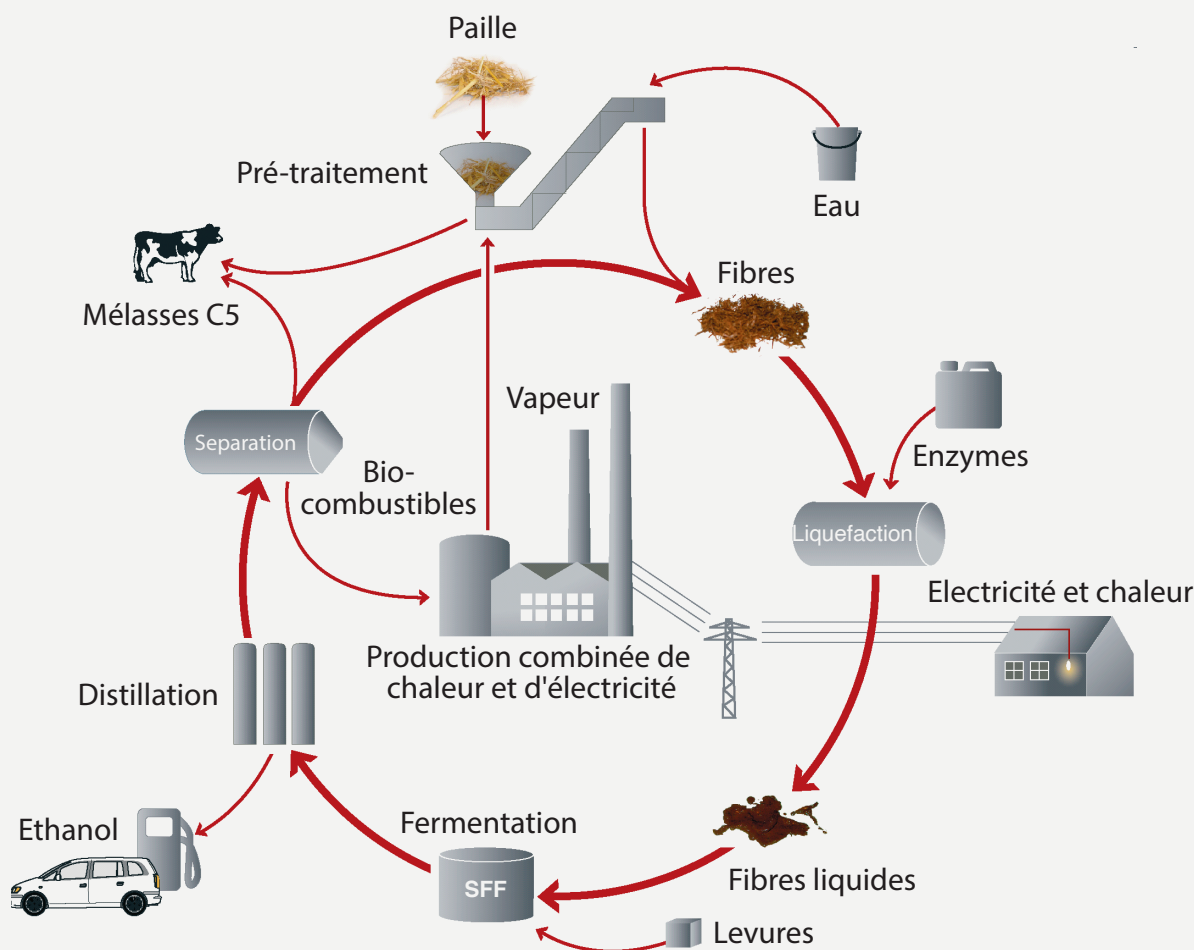 Paille
Pré-traitement
Eau
Fibres
Mélasses C5
Vapeur
Separation
Enzymes
Bio-
combustibles
Liquefaction
Electricité et chaleur
Production combinée de
chaleur et d'électricité
Distillation
Ethanol
Fermentation
SFF
Fibres liquides
Levures